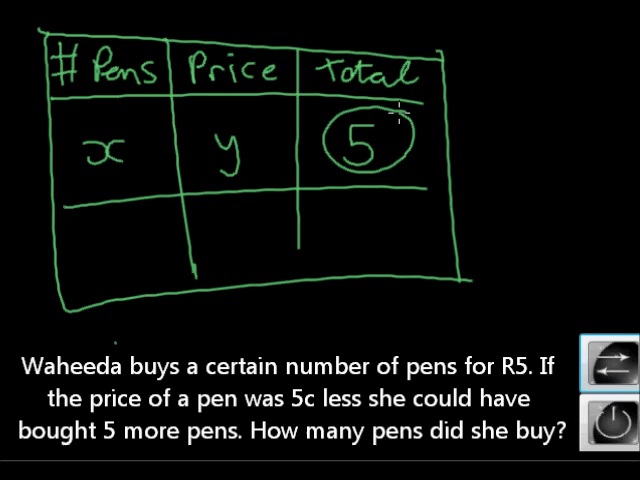 # Pens Price Total
x y 5
Waheeda buys a certain number of pens for R5. If
the price of a pen was 5c less she could have
bought 5 more pens. How many pens did she buy?